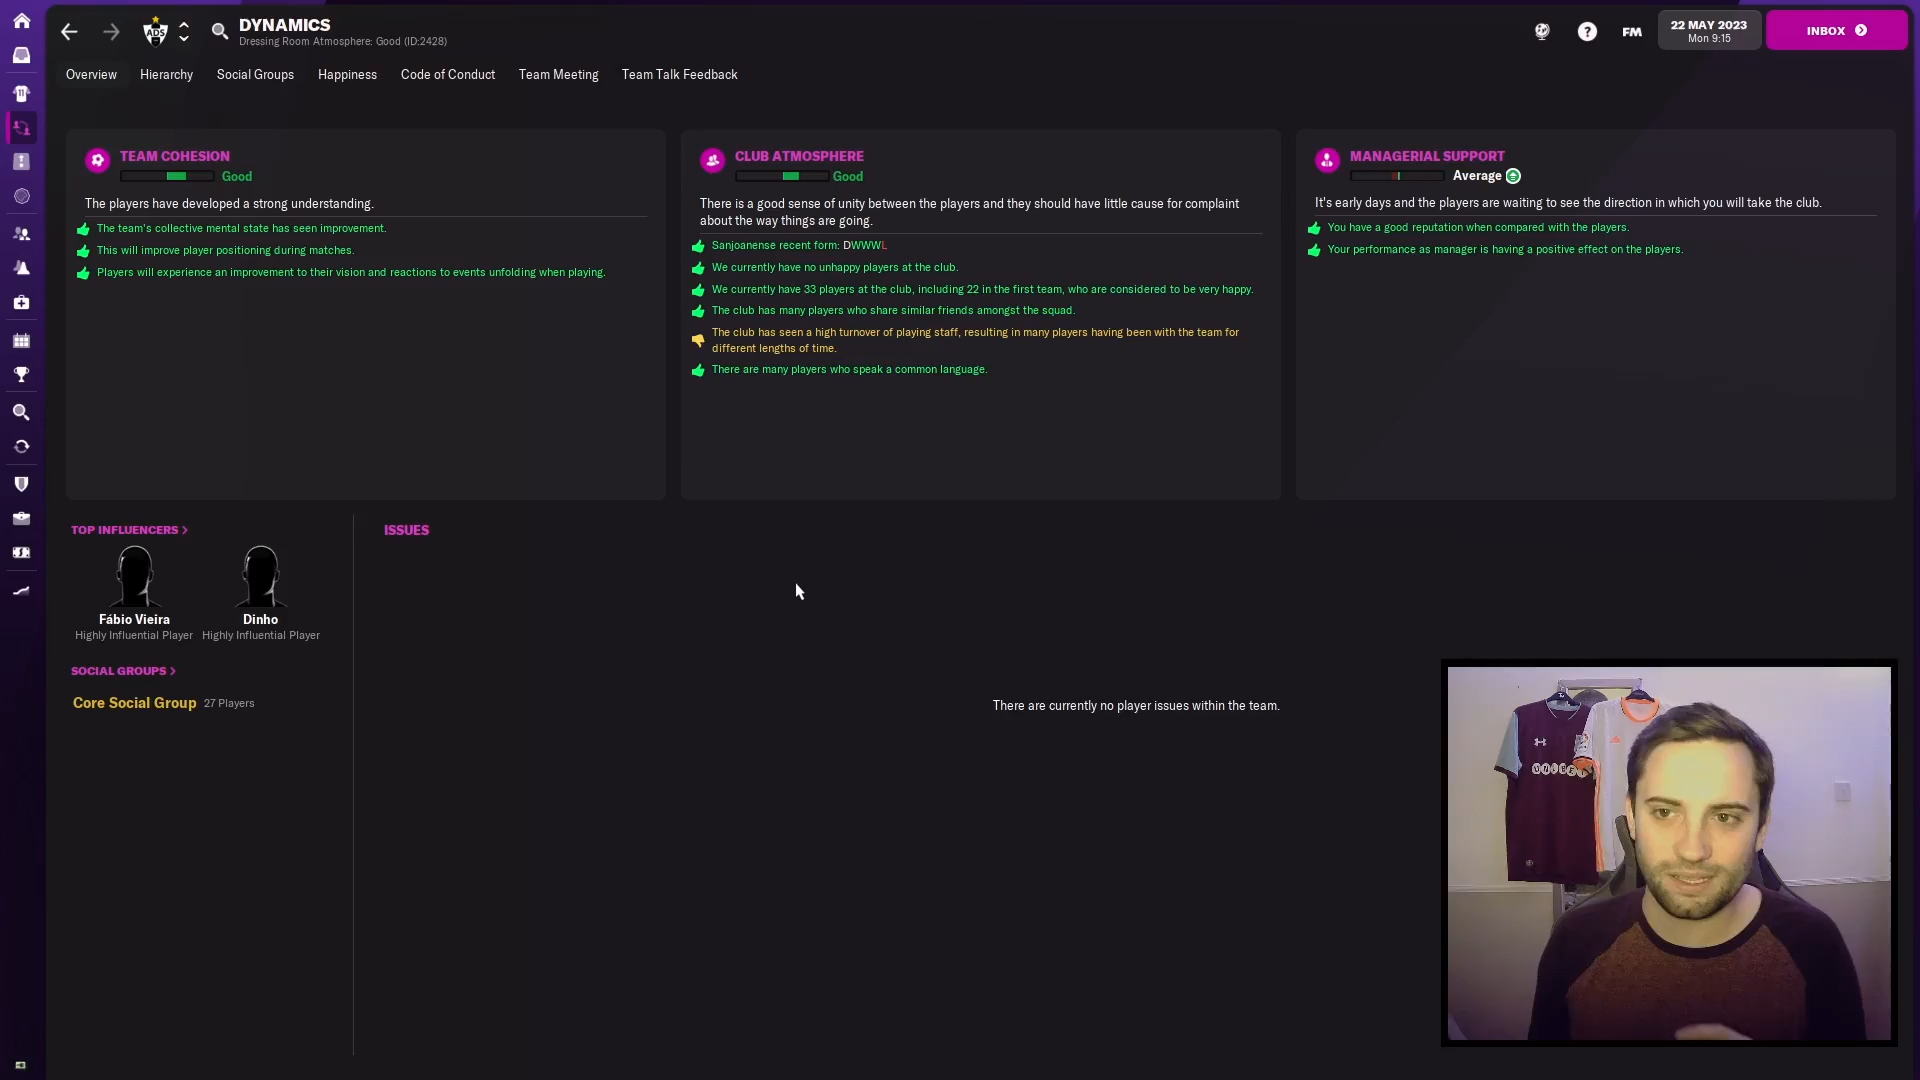 DYNAMICS
Dressing Room Atmosphere: Good (ID:2428)
ADS
FM
22 MAY 2023
Mon 9:15
INBOX
Overview
Hierarchy
Social Groups
Happiness
Code of Conduct
Team Meeting
Team Talk Feedback
TEAM COHESION
Good
The players have developed a strong understanding.
The team's collective mental state has seen improvement.
This will improve player positioning during matches.
Players will experience an improvement to their vision and reactions to events unfolding when playing.
CLUB ATMOSPHERE
Good
There is a good sense of unity between the players and they should have little cause for complaint
about the way things are going.
Sanjoanense recent form: DWWWL
We currently have no unhappy players at the club.
We currently have 33 players at the club, including 22 in the first team, who are considered to be very happy.
The club has many players who share similar friends amongst the squad.
The club has seen a high turnover of playing staff, resulting in many players having been with the team for
different lengths of time.
There are many players who speak a common language.
MANAGERIAL SUPPORT
Average
It's early days and the players are waiting to see the direction in which you will take the club.
You have a good reputation when compared with the players.
Your performance as manager is having a positive effect on the players.
TOP INFLUENCERS >
Fábio Vieira
Highly Influential Player
Dinho
Highly Influential Player
SOCIAL GROUPS >
Core Social Group 27 Players
ISSUES
There are currently no player issues within the team.
UNIBET